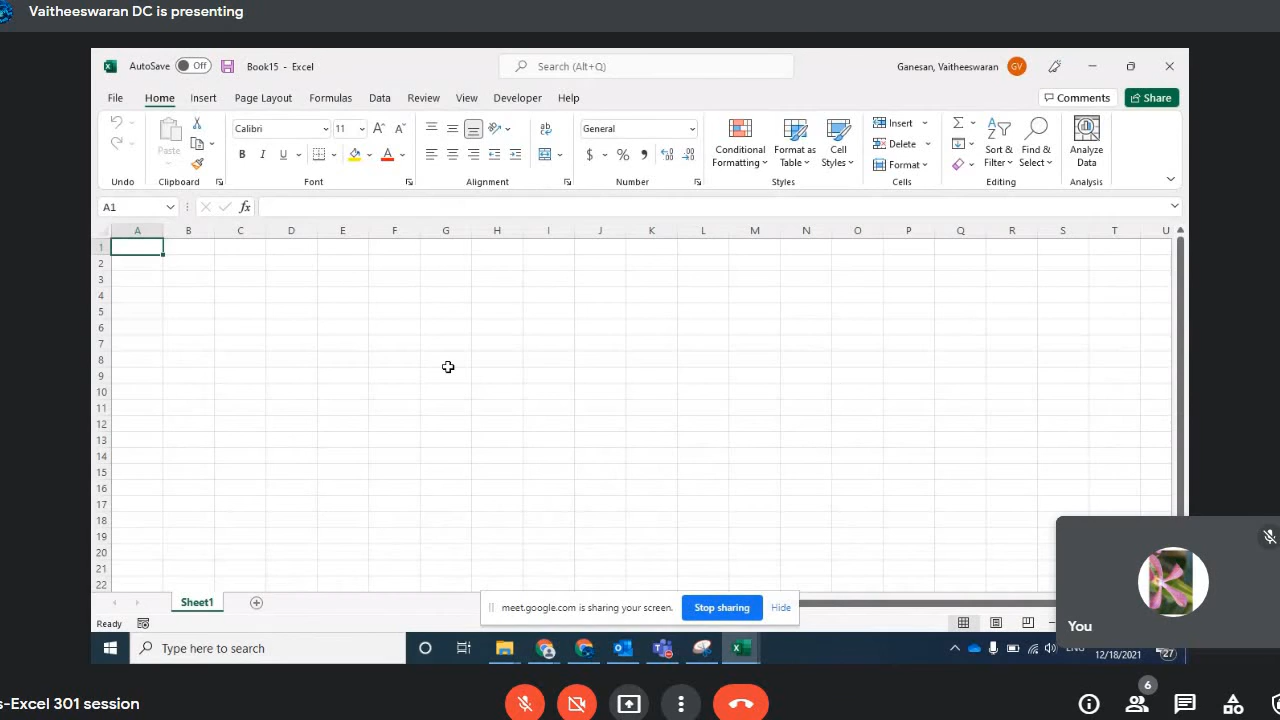 Vaitheeswaran DC is presenting
AutoSave Off Book15 - Excel Search (Alt+Q) Ganesan, Vaitheeswaran GV
File Home Insert Page Layout Formulas Data Review View Developer Help Comments Share
Calibri 11 General Insert
Paste B I U $ % Conditional Formatting Format as Table Cell Styles Delete Format Sort & Filter Find & Select Analyze Data
Undo Clipboard Font Alignment Number Styles Cells Editing Analysis
A1 fx
A B C D E F G H I J K L M N O P Q R S T U
1
2
3
4
5
6
7
8
9
10
11
12
13
14
15
16
17
18
19
20
21
22
Sheet1
meet.google.com is sharing your screen. Stop sharing Hide
Ready
You
Type here to search
12/18/2021 27
6
s-Excel 301 session